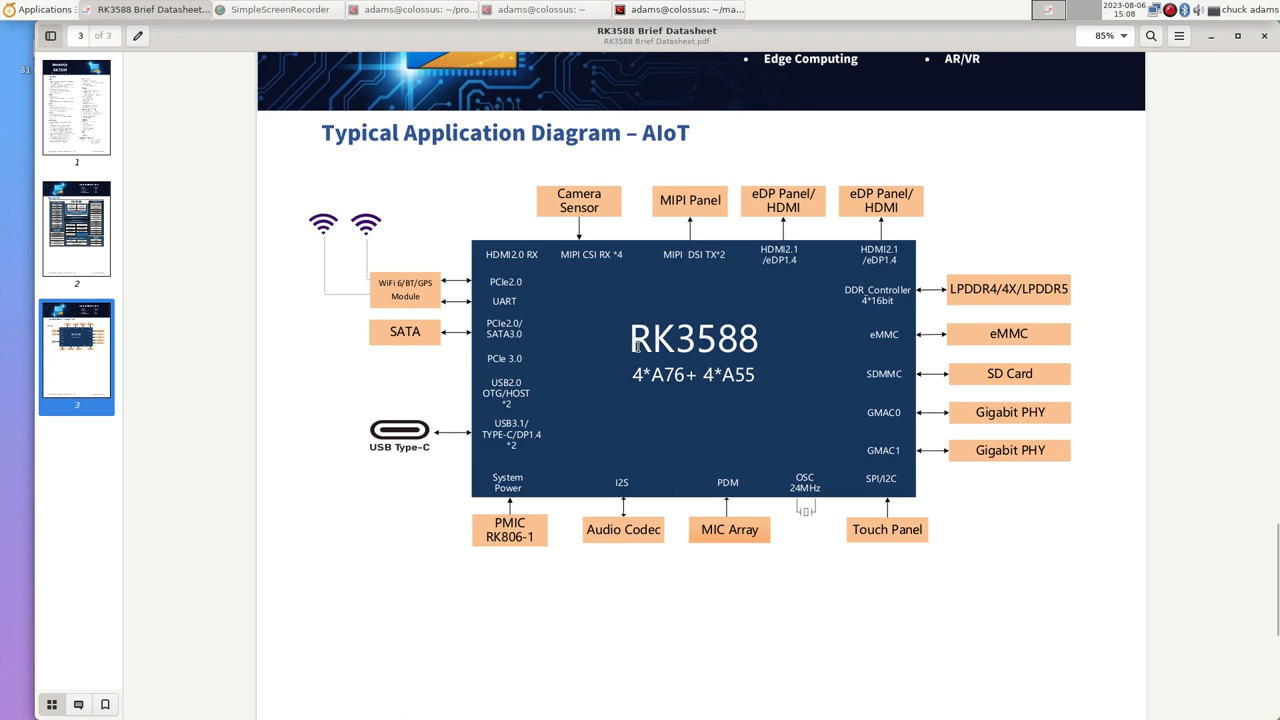 Applications
RK3588 Brief Datasheet....
SimpleScreenRecorder
adams@colossus: ~/pro...
adams@colossus: ~
adams@colossus: ~/ma...
2023-08-06
15:08
chuck adams
3
of 3
RK3588 Brief Datasheet
RK3588 Brief Datasheet.pdf
85%
31
1
2
3
• Edge Computing
• AR/VR
Typical Application Diagram – AIoT
Camera
Sensor
MIPI Panel
eDP Panel/
HDMI
eDP Panel/
HDMI
HDMI2.0 RX
MIPI CSI RX *4
MIPI DSI TX*2
HDMI2.1
/eDP1.4
HDMI2.1
/eDP1.4
WiFi 6/BT/GPS
Module
PCIe2.0
UART
DDR Controller
4*16bit
LPDDR4/4X/LPDDR5
SATA
PCIe2.0/
SATA3.0
RK3588
4*A76+ 4*A55
eMMC
eMMC
PCIe 3.0
SDMMC
SD Card
USB2.0
OTG/HOST
*2
GMAC0
Gigabit PHY
USB Type-C
USB3.1/
TYPE-C/DP1.4
*2
GMAC1
Gigabit PHY
System
Power
I2S
PDM
OSC
24MHz
SPI/I2C
PMIC
RK806-1
Audio Codec
MIC Array
Touch Panel